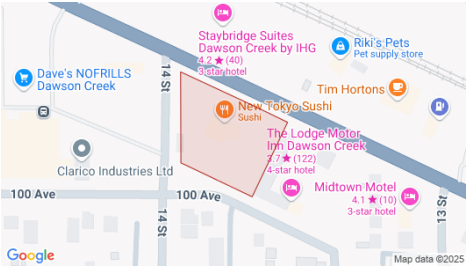 Staybridge Suites
Dawson Creek by IHG
4.2 ★ (40)
3-star hotel
Riki's Pets
Pet supply store
14 St
Dave's NOFRILLS
Dawson Creek
Tim Hortons
New Tokyo Sushi
Sushi
The Lodge Motor
Inn Dawson Creek
3.7 ★ (122)
4-star hotel
Clarico Industries Ltd
Midtown Motel
4.1 ★ (10)
3-star hotel
100 Ave
100 Ave
14 St
13 St
Google
Map data ©2025